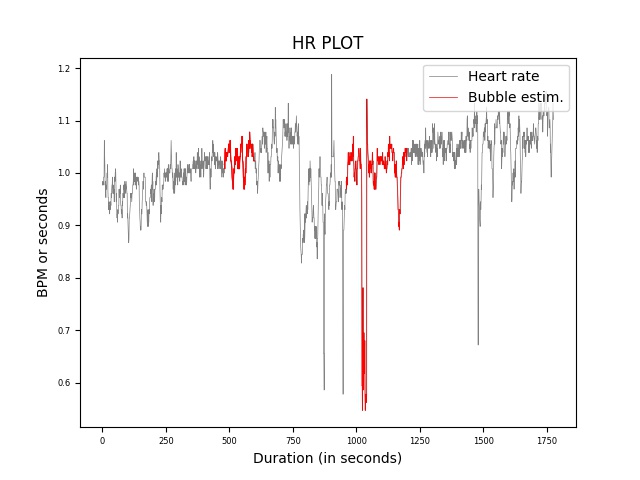 HR PLOT
Heart rate
Bubble estim.
BPM or seconds
1.2
1.1
1.0
0.9
0.8
0.7
0.6
0 250 500 750 1000 1250 1500 1750
Duration (in seconds)